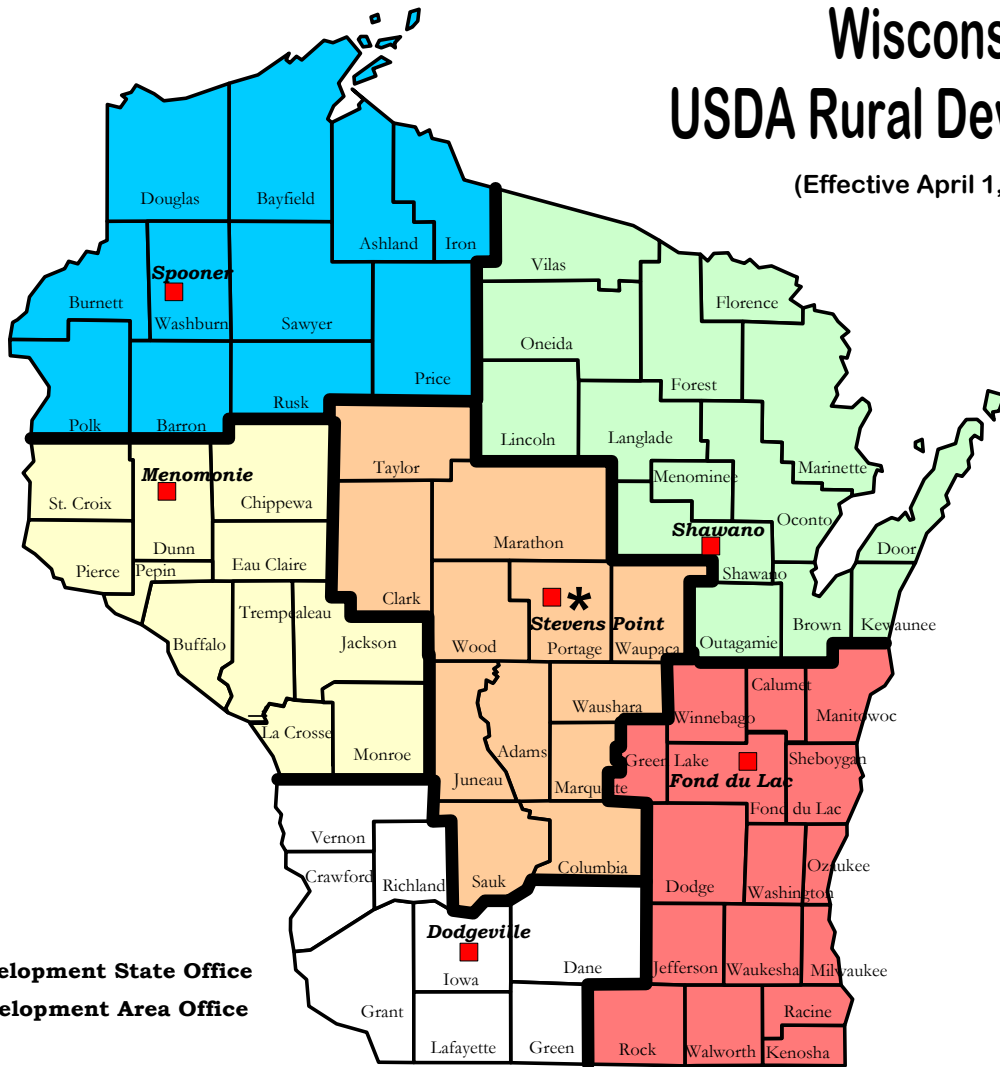 Wiscons
USDA Rural Dev
(Effective April 1,
Douglas
Bayfield
Ashland
Iron
Vilas
Spooner
Burnett
Washburn
Sawyer
Florence
Oneida
Price
Forest
Rusk
Polk
Barron
Lincoln
Langlade
Taylor
Marinette
Menominee
Menomonie
St. Croix
Chippewa
Oconto
Shawano
Marathon
Dunn
Door
Pierce
Pepin
Eau Claire
Shawano
Clark
*
Stevens Point
Trempealeau
Buffalo
Jackson
Wood
Portage
Waupaca
Outagamie
Brown
Kewaunee
Calumet
Waushara
Winnebago
Manitowoc
La Crosse
Monroe
Adams
Green Lake
Sheboygan
Juneau
Marquette
Fond du Lac
Fond du Lac
Vernon
Columbia
Ozaukee
Crawford
Richland
Sauk
Dodge
Washington
Dodgeville
Dane
Jefferson
Waukesha
Milwaukee
elopment State Office
Iowa
elopment Area Office
Grant
Racine
Lafayette
Green
Rock
Walworth
Kenosha